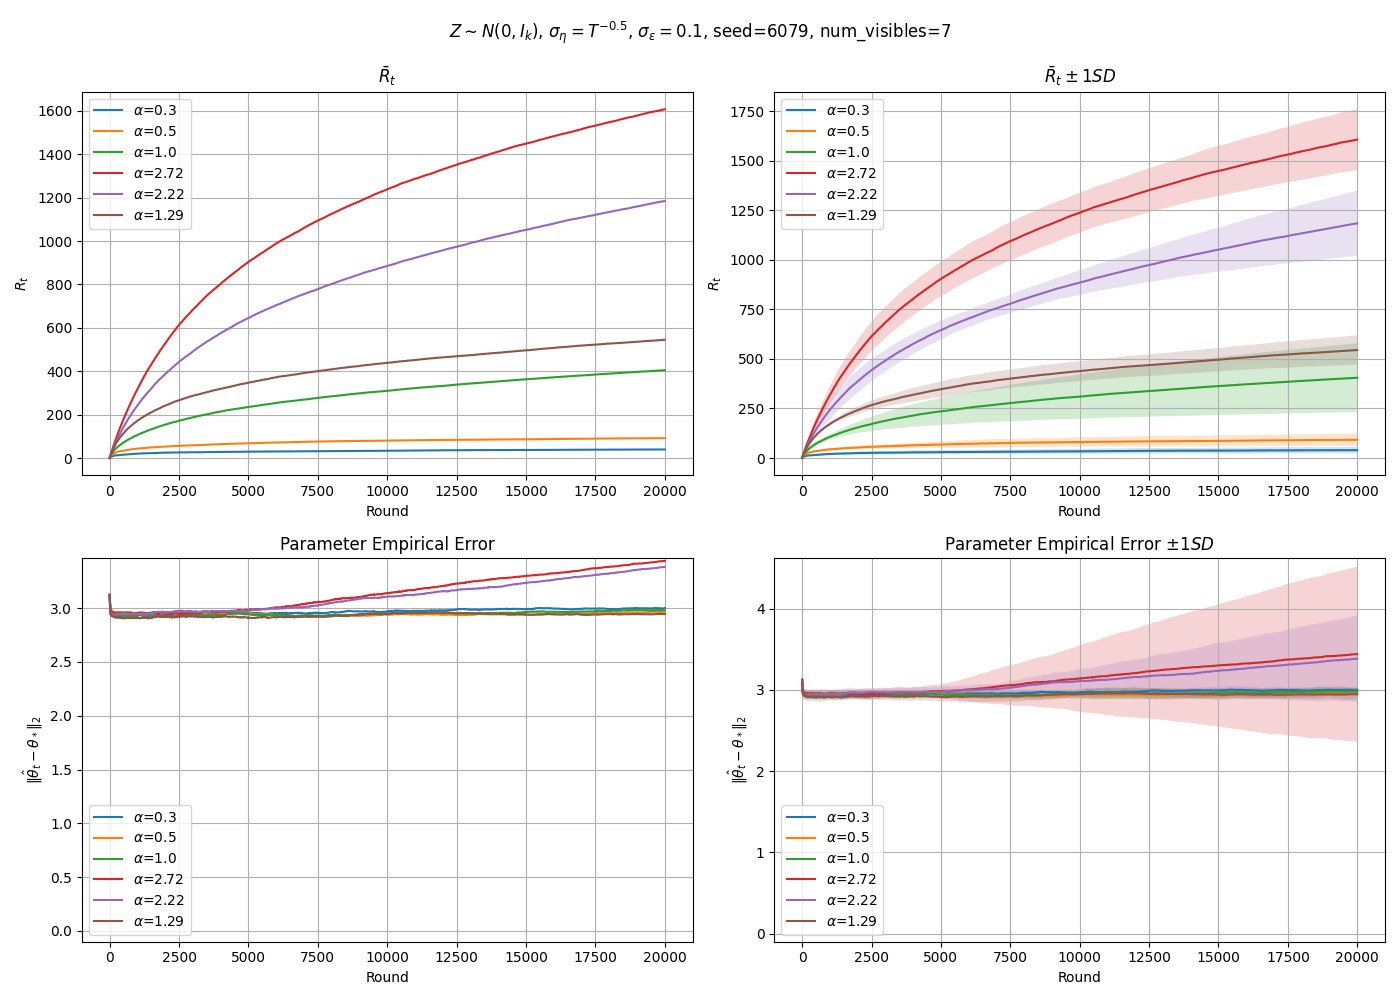 Z ∼ N(0, I_k), σ_η = T^{−0.5}, σ_ε = 0.1, seed=6079, num_visibles=7
R̄_t
R_t
1600
1400
1200
1000
800
600
400
200
0
α=0.3
α=0.5
α=1.0
α=2.72
α=2.22
α=1.29
0 2500 5000 7500 10000 12500 15000 17500 20000
Round
R̄_t ± 1SD
R_t
1750
1500
1250
1000
750
500
250
0
α=0.3
α=0.5
α=1.0
α=2.72
α=2.22
α=1.29
0 2500 5000 7500 10000 12500 15000 17500 20000
Round
Parameter Empirical Error
‖θ̂_t − θ_*‖_2
3.0
2.5
2.0
1.5
1.0
0.5
0.0
α=0.3
α=0.5
α=1.0
α=2.72
α=2.22
α=1.29
0 2500 5000 7500 10000 12500 15000 17500 20000
Round
Parameter Empirical Error ±1SD
‖θ̂_t − θ_*‖_2
4
3
2
1
0
α=0.3
α=0.5
α=1.0
α=2.72
α=2.22
α=1.29
0 2500 5000 7500 10000 12500 15000 17500 20000
Round